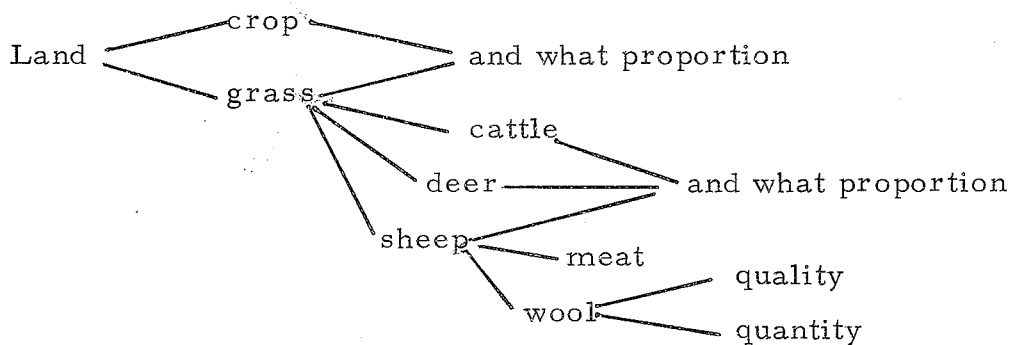 crop
Land and what proportion
grass
cattle
deer and what proportion
sheep
meat
quality
wool
quantity